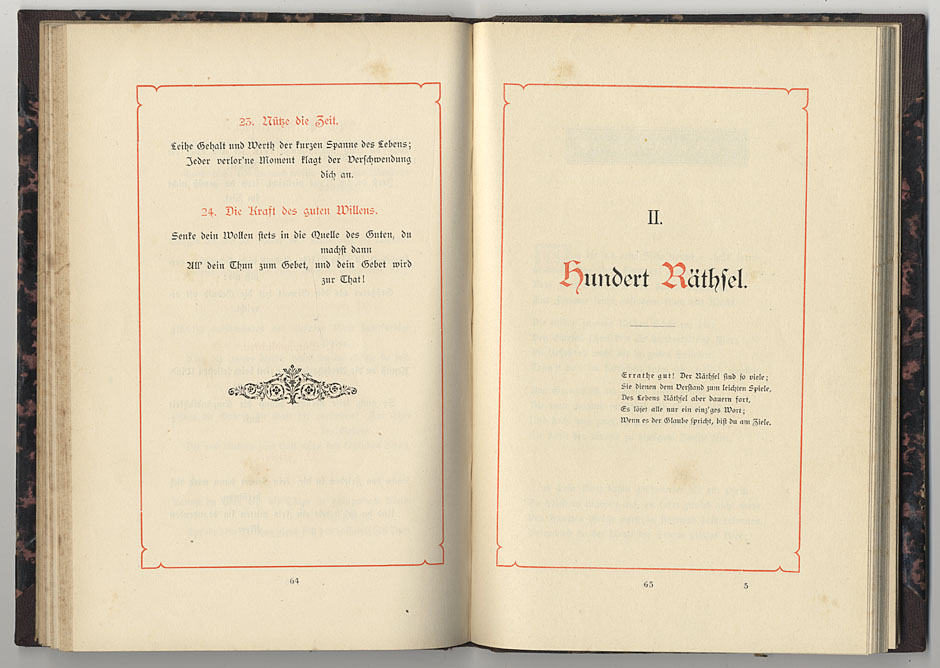 23. Nütze die Zeit.
Leihe Gehalt und Werth der kurzen Spanne des Lebens;
Jeder verlor'ne Moment klagt der Verschwendung
dich an.
24. Die Kraft des guten Willens.
Senke dein Wollen stets in die Quelle des Guten, du
machst dann
All' dein Thun zum Gebet, und dein Gebet wird
zur That!
64
II.
Hundert Räthsel.
Errathe gut! Der Räthsel sind so viele;
Sie dienen dem Verstand zum leichten Spiele,
Des Lebens Räthsel aber dauern fort,
Es löset alle nur ein einz'ges Wort;
Wenn es der Glaube spricht, bist du am Ziele.
65 5